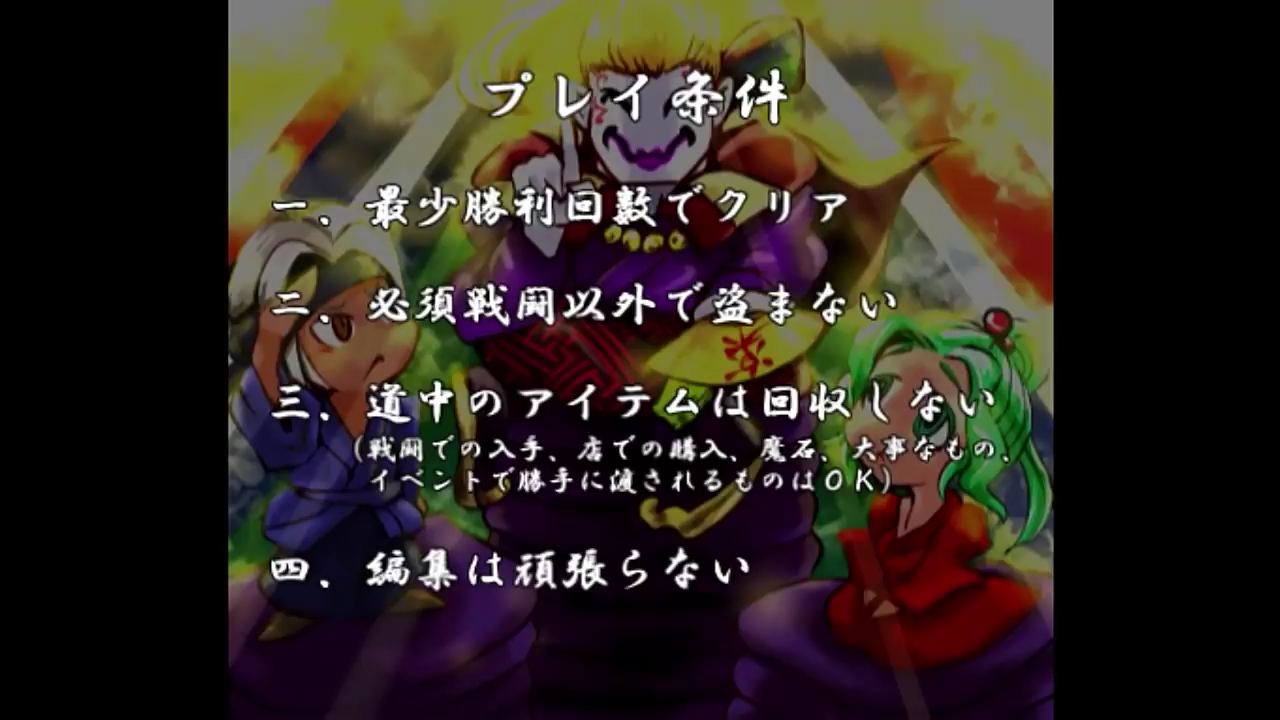 プレイ条件
一．最少勝利回数でクリア
二．必須戦闘以外で盗まない
三．道中のアイテムは回収しない
（戦闘での入手、店での購入、魔石、大事なもの、
イベントで勝手に渡されるものはＯＫ）
四．編集は頑張らない